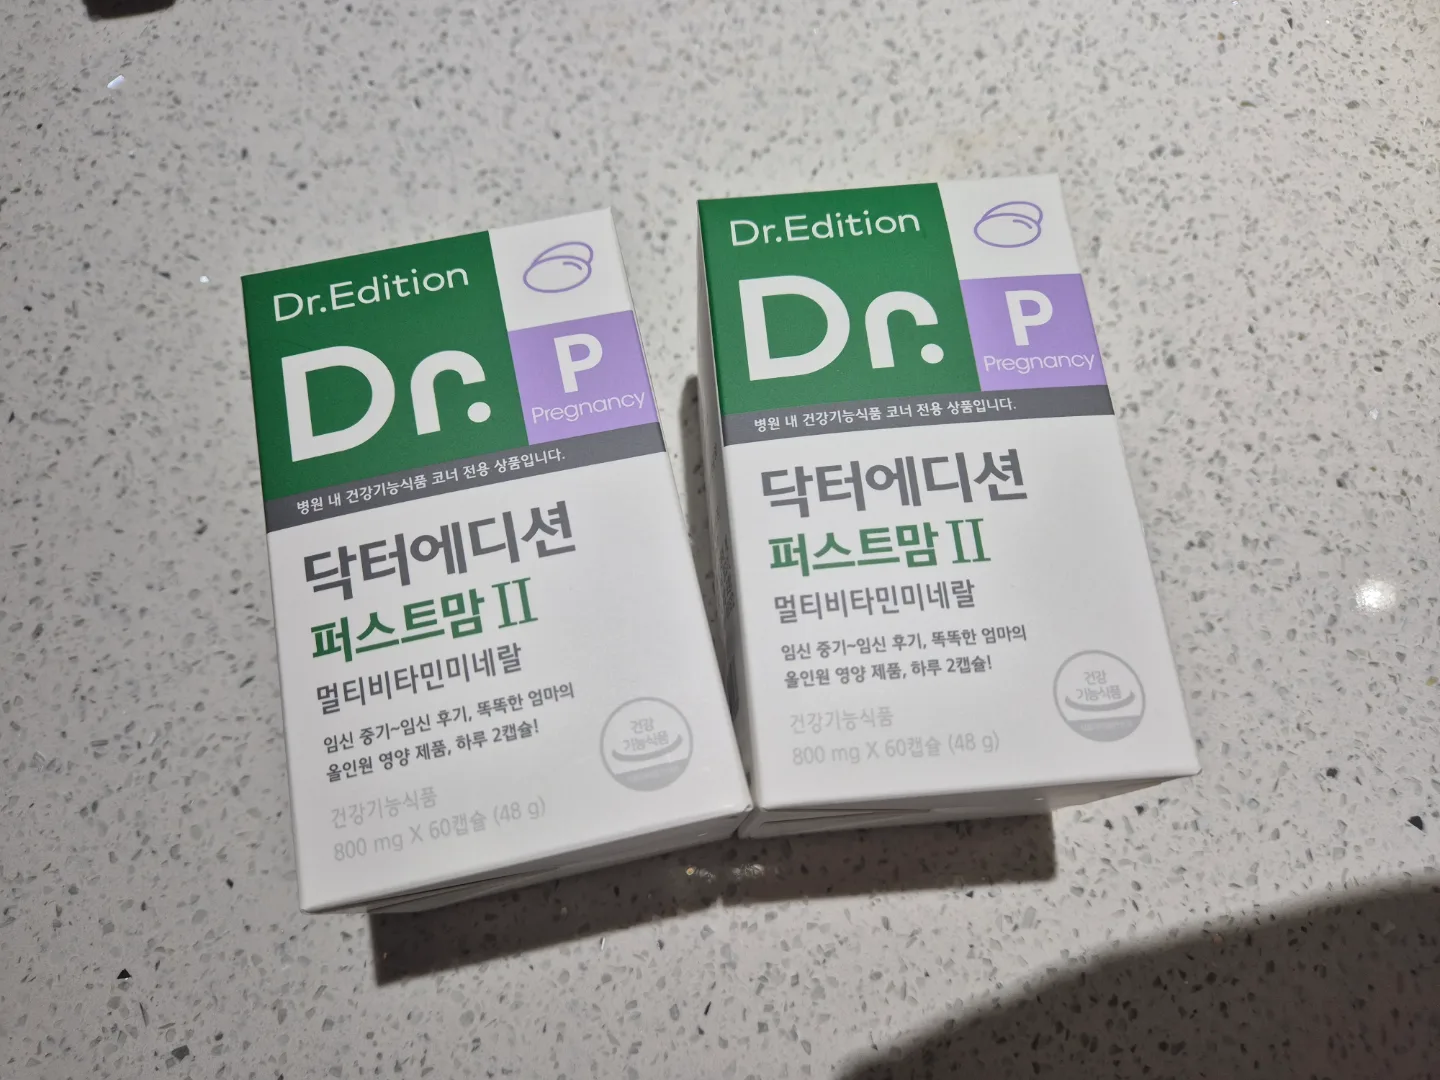 Dr.Edition
Dr.
P
Pregnancy
병원 내 건강기능식품 코너 전용 상품입니다.
닥터에디션
퍼스트맘 II
멀티비타민미네랄
임신 중기~임신 후기, 똑똑한 엄마의
올인원 영양 제품, 하루 2캡슐!
건강
기능식품
건강기능식품
800 mg X 60캡슐 (48 g)
Dr.Edition
Dr.
P
Pregnancy
병원 내 건강기능식품 코너 전용 상품입니다.
닥터에디션
퍼스트맘 II
멀티비타민미네랄
임신 중기~임신 후기, 똑똑한 엄마의
올인원 영양 제품, 하루 2캡슐!
건강
기능식품
건강기능식품
800 mg X 60캡슐 (48 g)